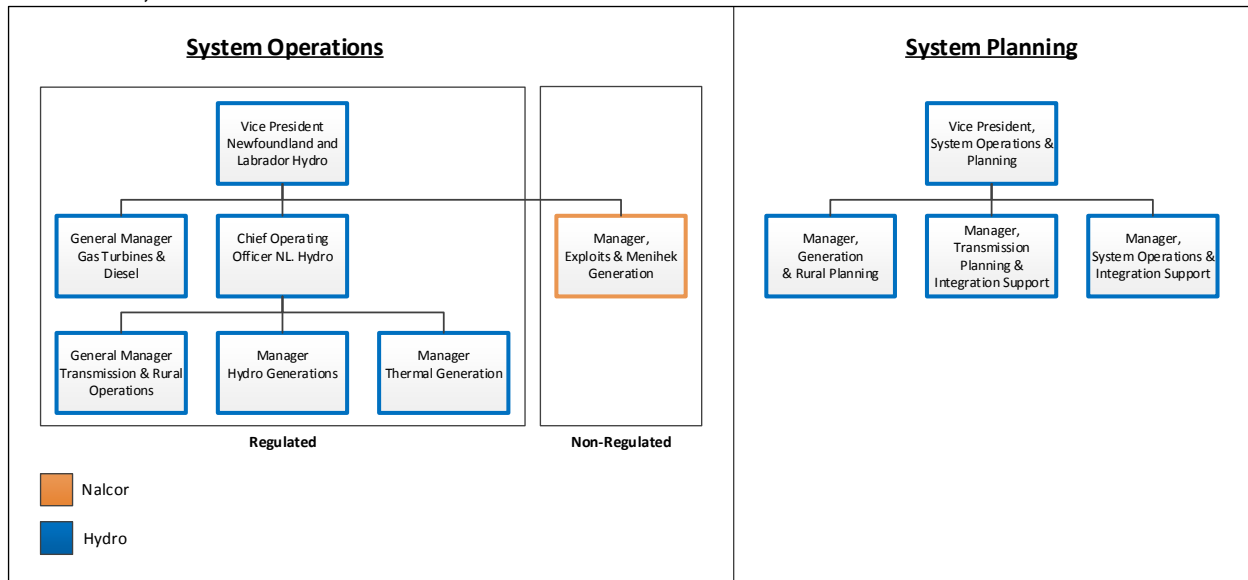 System Operations
System Planning
Vice President
Newfoundland and
Labrador Hydro
Vice President,
System Operations &
Planning
General Manager
Gas Turbines &
Diesel
Chief Operating
Officer NL. Hydro
Manager,
Exploits & Menihek
Generation
Manager,
Generation
& Rural Planning
Manager,
Transmission
Planning &
Integration Support
Manager,
System Operations &
Integration Support
General Manager
Transmission & Rural
Operations
Manager
Hydro Generations
Manager
Thermal Generation
Regulated
Non-Regulated
Nalcor
Hydro